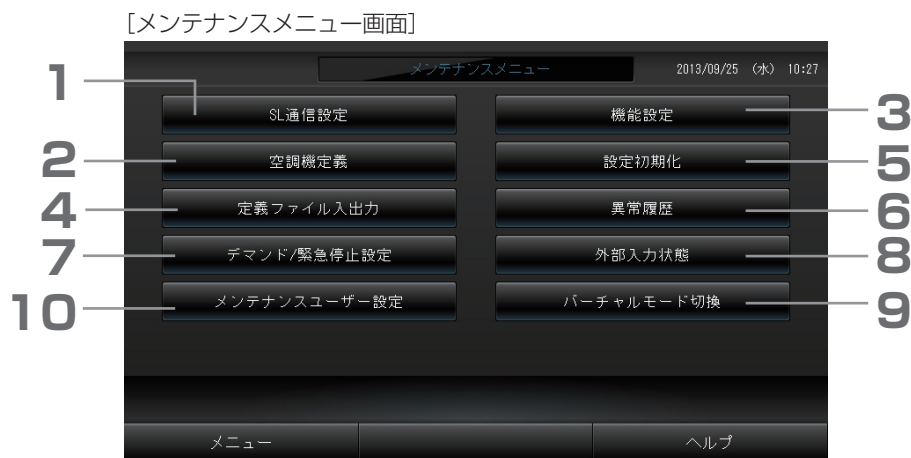 [メンテナンスメニュー画面]
メンテナンスメニュー 2013/09/25 (水) 10:27
1 SL通信設定 機能設定 3
2 空調機定義 設定初期化 5
4 定義ファイル入出力 異常履歴 6
7 デマンド/緊急停止設定 外部入力状態 8
10 メンテナンスユーザー設定 バーチャルモード切換 9
メニュー ヘルプ